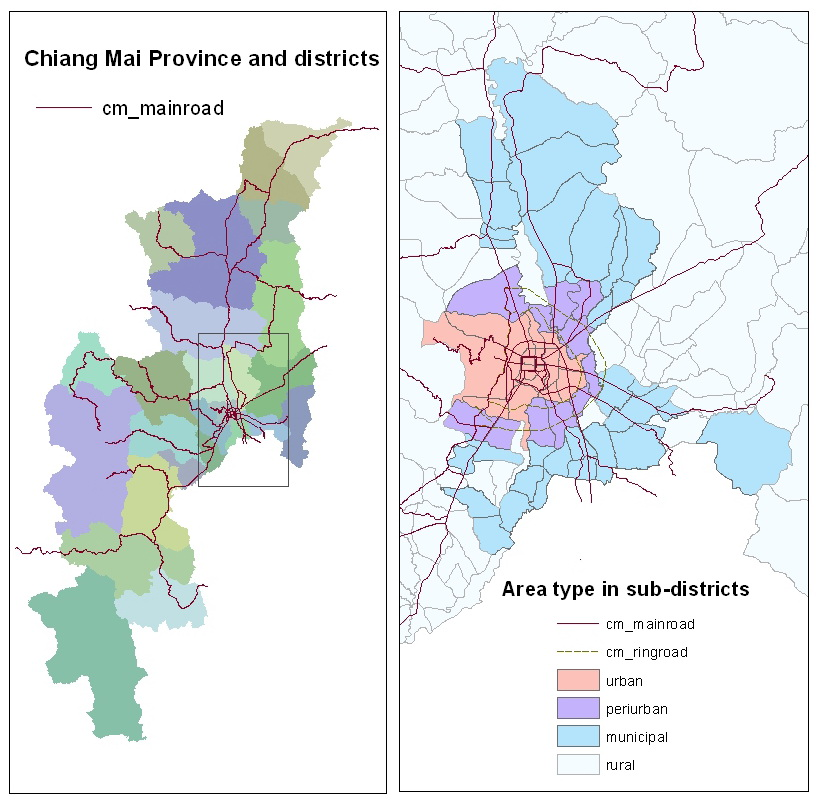 Chiang Mai Province and districts
cm_mainroad
Area type in sub-districts
cm_mainroad
cm_ringroad
urban
periurban
municipal
rural